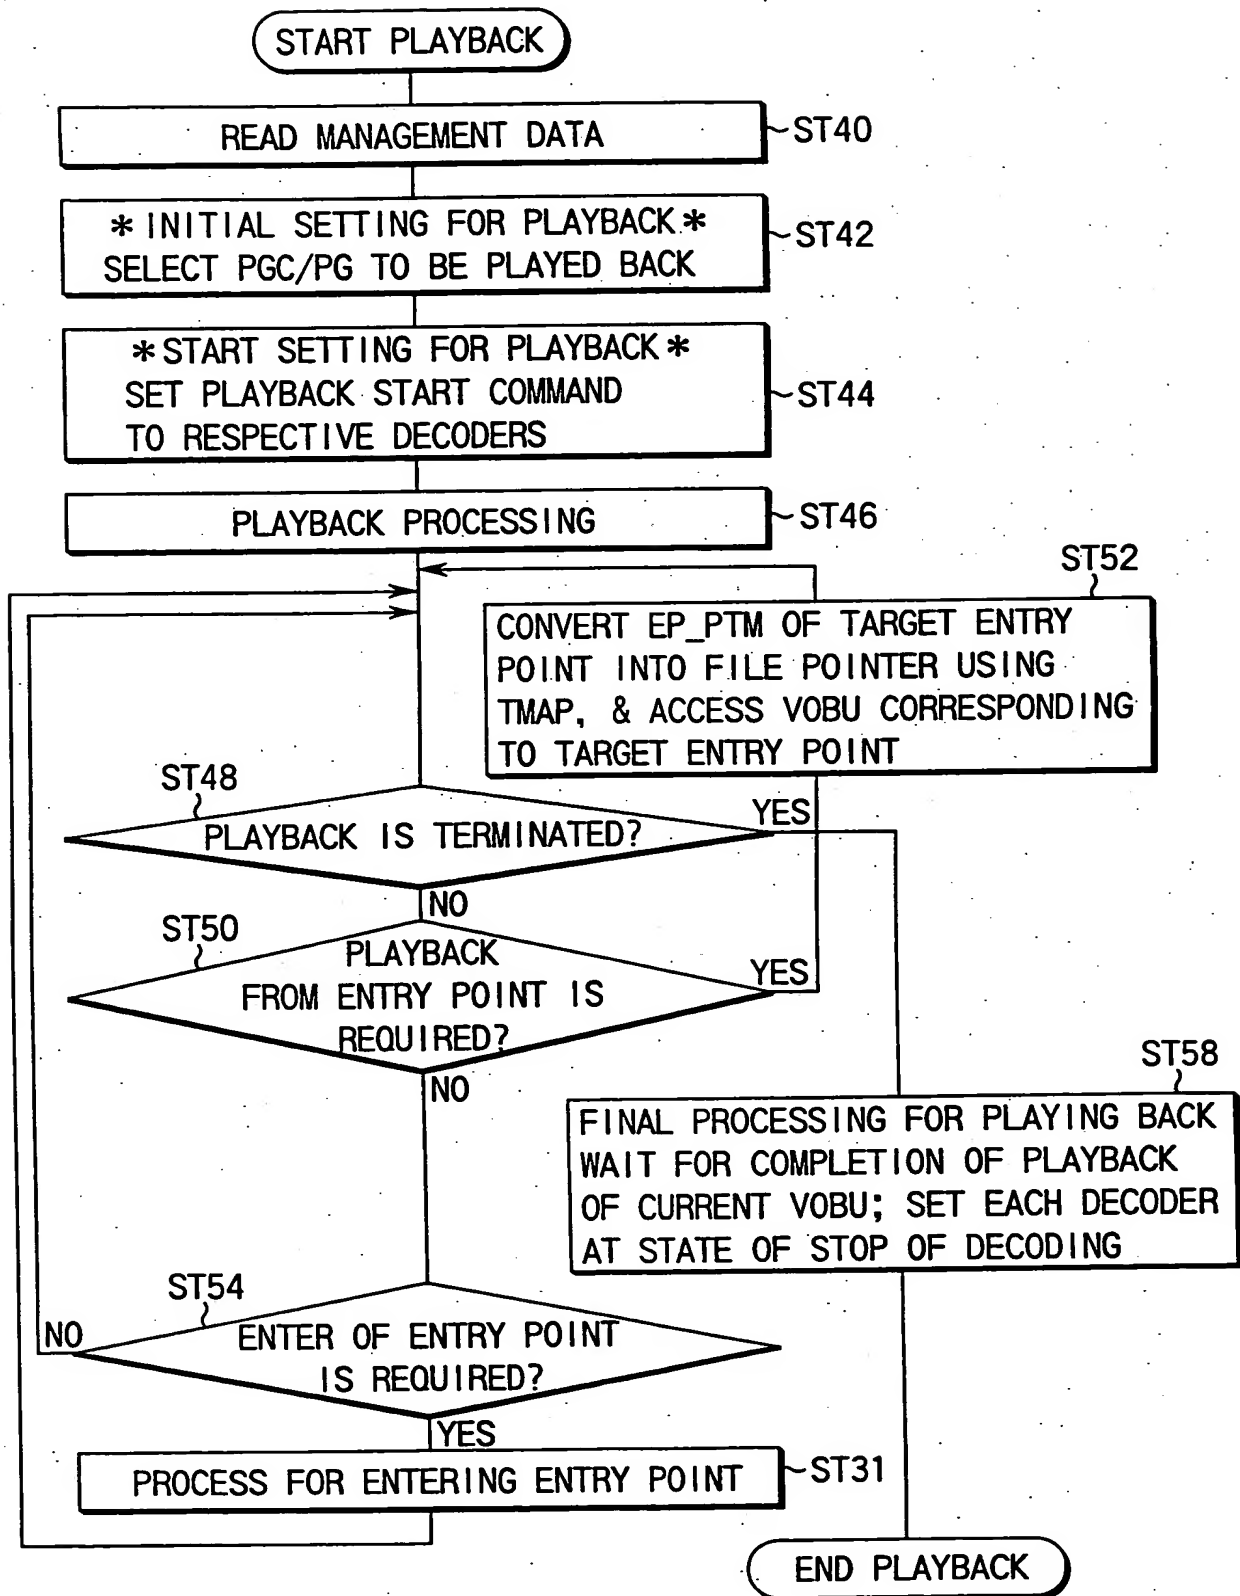 START PLAYBACK
READ MANAGEMENT DATA
ST40
* INITIAL SETTING FOR PLAYBACK *
SELECT PGC/PG TO BE PLAYED BACK
ST42
* START SETTING FOR PLAYBACK *
SET PLAYBACK START COMMAND
TO RESPECTIVE DECODERS
ST44
PLAYBACK PROCESSING
ST46
ST52
CONVERT EP_PTM OF TARGET ENTRY
POINT INTO FILE POINTER USING
TMAP, & ACCESS VOBU CORRESPONDING
TO TARGET ENTRY POINT
ST48
PLAYBACK IS TERMINATED?
YES
NO
ST50
PLAYBACK
FROM ENTRY POINT IS
REQUIRED?
YES
NO
ST58
FINAL PROCESSING FOR PLAYING BACK
WAIT FOR COMPLETION OF PLAYBACK
OF CURRENT VOBU; SET EACH DECODER
AT STATE OF STOP OF DECODING
ST54
NO
ENTER OF ENTRY POINT
IS REQUIRED?
YES
PROCESS FOR ENTERING ENTRY POINT
ST31
END PLAYBACK